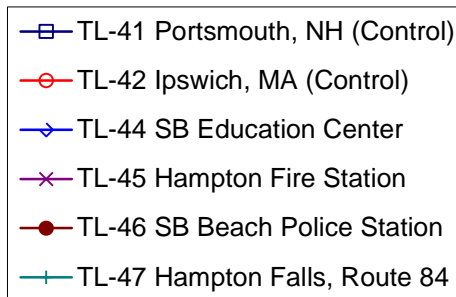 TL-41 Portsmouth, NH (Control)
TL-42 Ipswich, MA (Control)
TL-44 SB Education Center
TL-45 Hampton Fire Station
TL-46 SB Beach Police Station
TL-47 Hampton Falls, Route 84